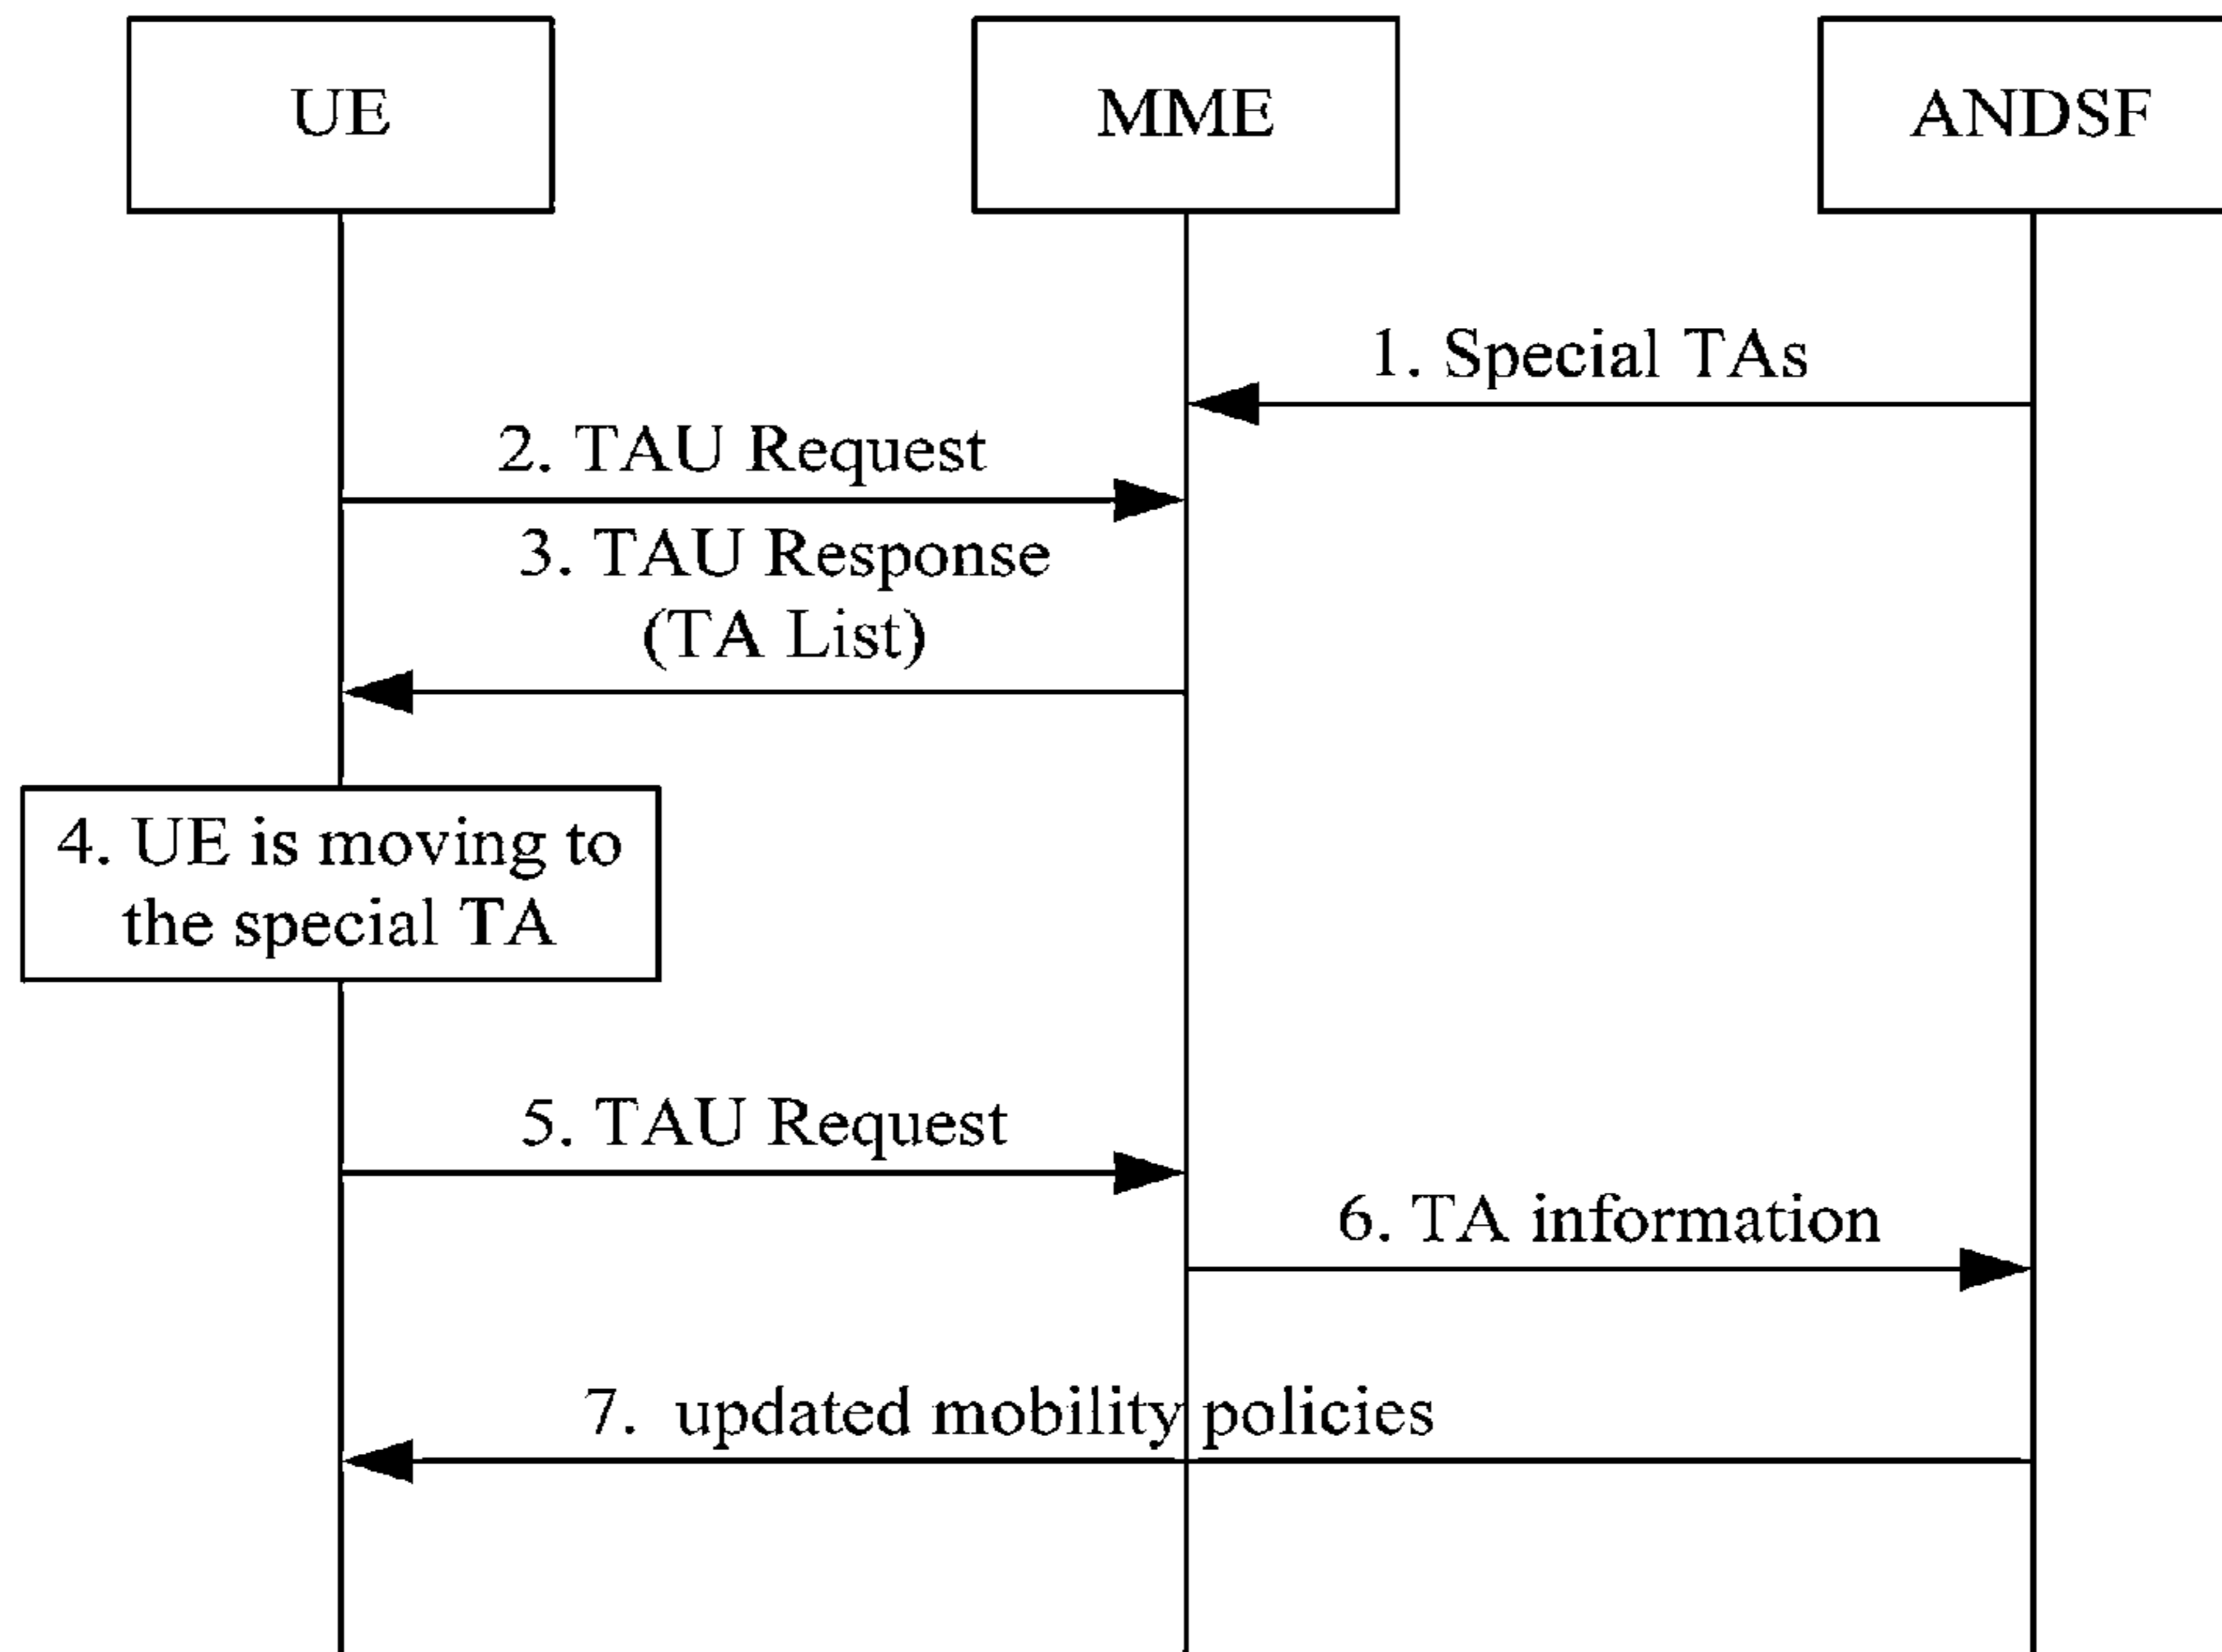 UE
MME
ANDSF
1. Special TAs
2. TAU Request
3. TAU Response
(TA List)
4. UE is moving to
the special TA
5. TAU Request
6. TA information
7. updated mobility policies